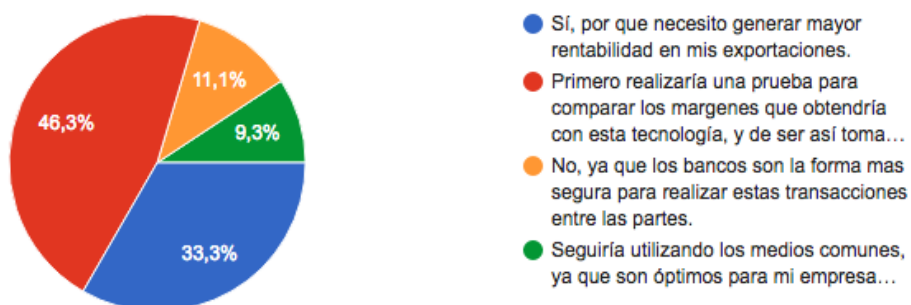 46,3%
11,1%
9,3%
33,3%
Sí, por que necesito generar mayor
rentabilidad en mis exportaciones.
Primero realizaría una prueba para
comparar los margenes que obtendría
con esta tecnología, y de ser así toma…
No, ya que los bancos son la forma mas
segura para realizar estas transacciones
entre las partes.
Seguiría utilizando los medios comunes,
ya que son óptimos para mi empresa…